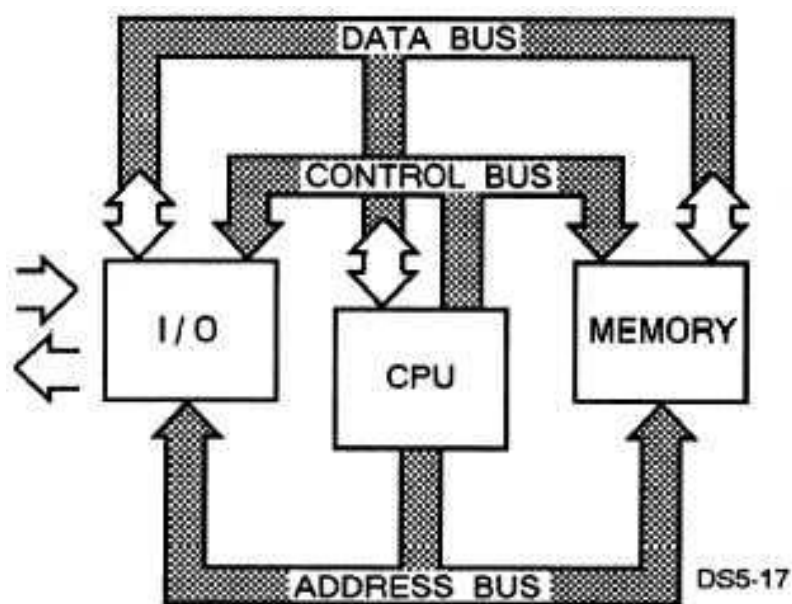 DATA BUS
CONTROL BUS
I/O
CPU
MEMORY
ADDRESS BUS
DS5-17